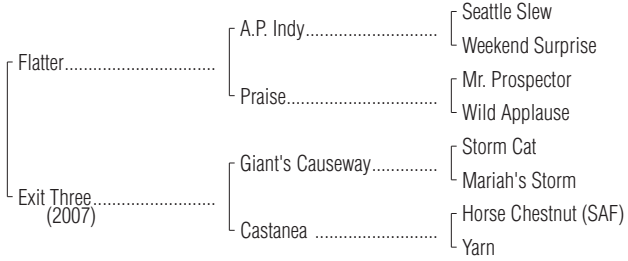 Seattle Slew
A.P. Indy..............................
Weekend Surprise
Flatter..................................
Mr. Prospector
Praise..................................
Wild Applause
Storm Cat
Giant's Causeway...............
Mariah's Storm
Exit Three...........................
(2007)
Horse Chestnut (SAF)
Castanea ............................
Yarn